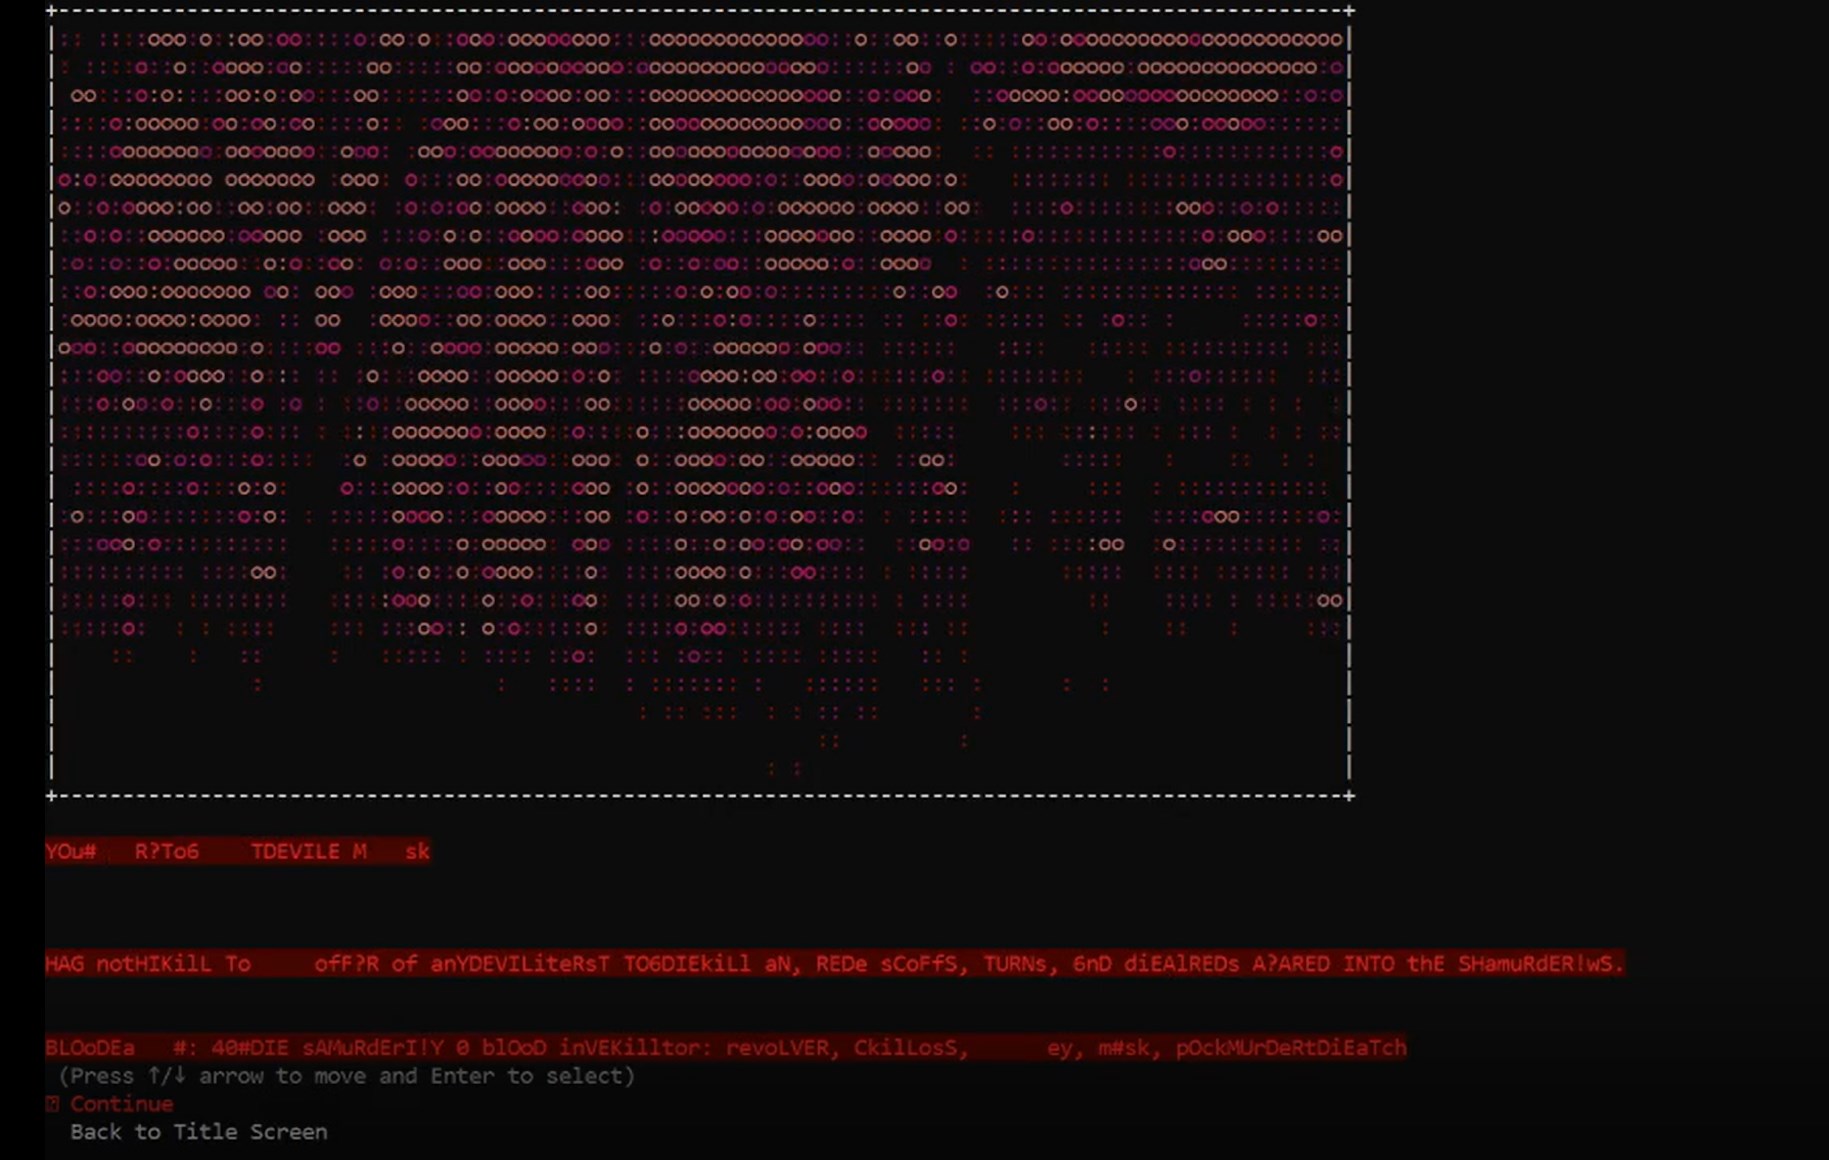 YOu#   R?To6    TDEVILE M   sk
HAG notHIKilL To     ofF?R of anYDEVILiteRsT TO6DIEkiLl aN, REDe sCoFfS, TURNs, 6nD diEAlREDs A?ARED INTO thE SHamuRdER!wS.
BLOoDEa   #: 40#DIE sAMuRdErI!Y 0 blOoD inVEKilltor: revoLVER, CkilLosS,      ey, m#sk, pOckMUrDeRtDiEaTch
(Press ↑/↓ arrow to move and Enter to select)
Continue
Back to Title Screen